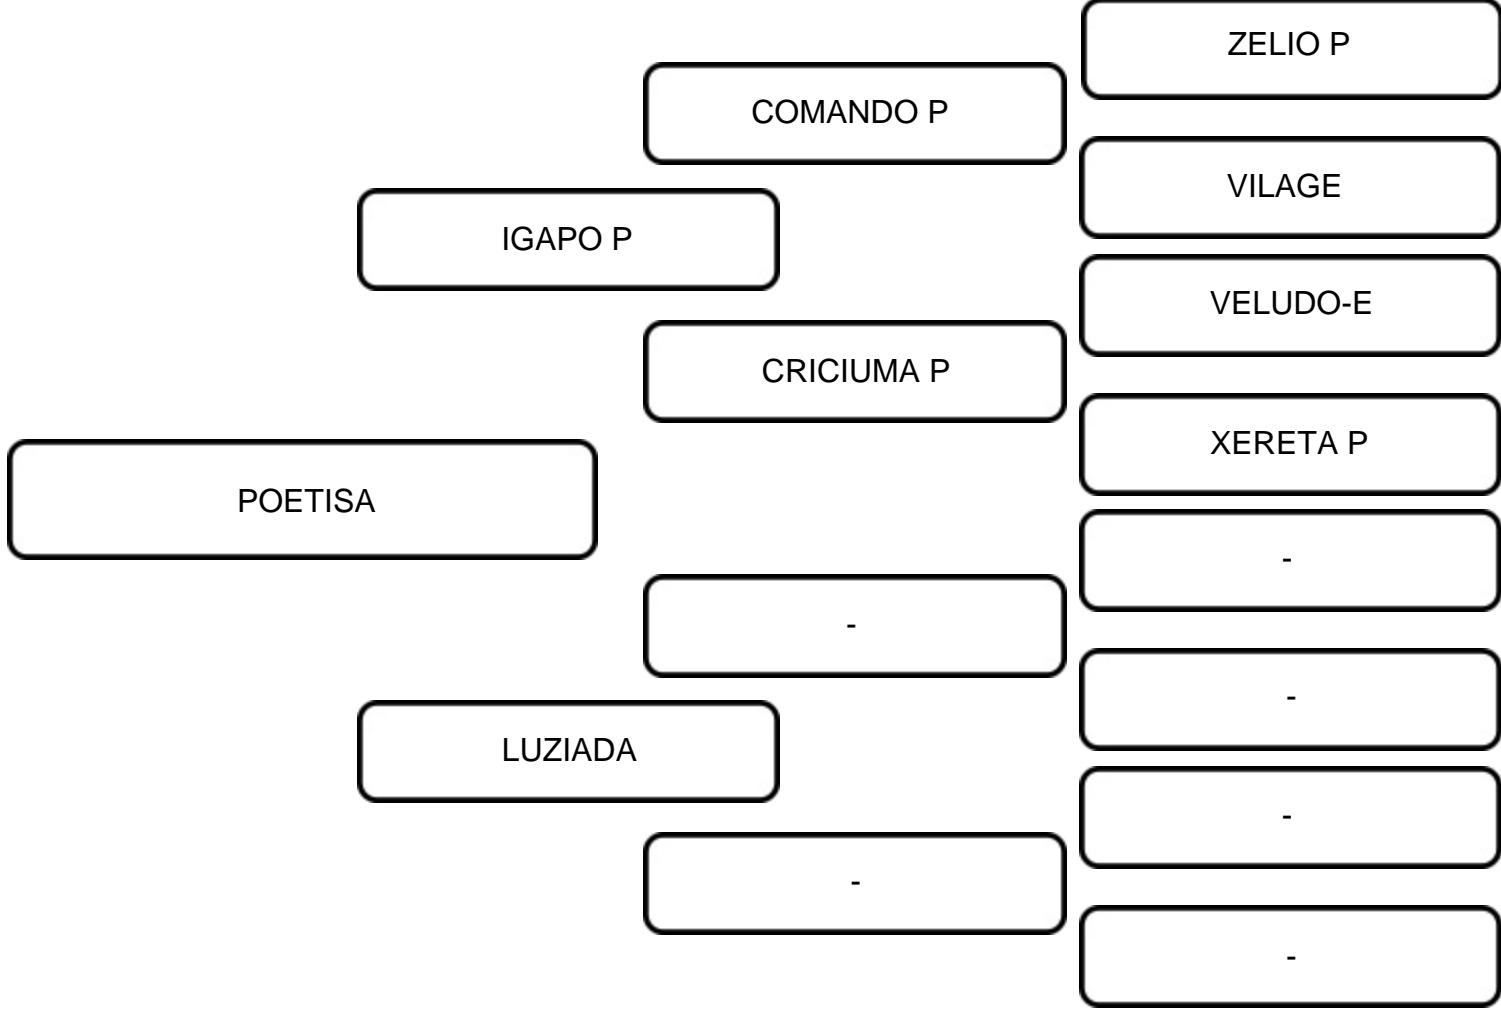 ZELIO P
COMANDO P
VILAGE
IGAPO P
VELUDO-E
CRICIUMA P
XERETA P
POETISA
-
-
-
LUZIADA
-
-
-